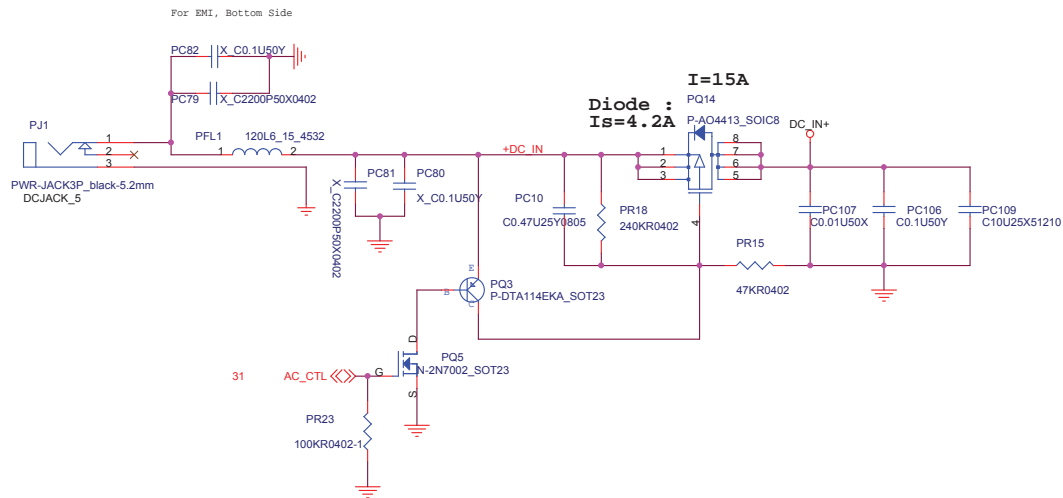 For EMI, Bottom Side
PC82
X_C0.1U50Y
PC79
X_C2200P50X0402
I=15A
Diode :
Is=4.2A
PQ14
P-AO4413_SOIC8
DC_IN+
PJ1
1
2
3
PFL1
120L6_15_4532
1
2
+DC_IN
1
2
3
8
7
6
5
4
PWR-JACK3P_black-5.2mm
DCJACK_5
PC81
X_C2200P50X0402
PC80
X_C0.1U50Y
PC10
C0.47U25Y0805
PR18
240KR0402
PR15
47KR0402
PC107
C0.01U50X
PC106
C0.1U50Y
PC109
C10U25X51210
E
B
C
PQ3
P-DTA114EKA_SOT23
D
G
S
PQ5
N-2N7002_SOT23
31
AC_CTL
PR23
100KR0402-1